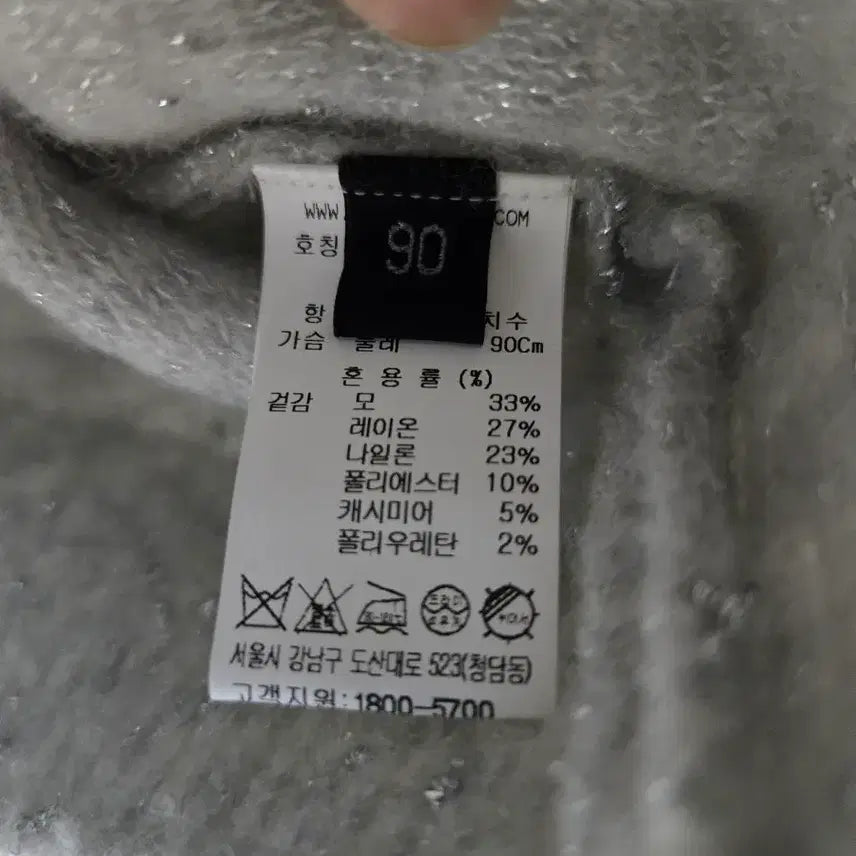 WWW. COM
호칭 90
항 치수
가슴 둘레 90Cm
혼 용 률 (%)
겉감 모 33%
레이온 27%
나일론 23%
폴리에스터 10%
캐시미어 5%
폴리우레탄 2%
서울시 강남구 도산대로 523(청담동)
고객지원:1800-5700